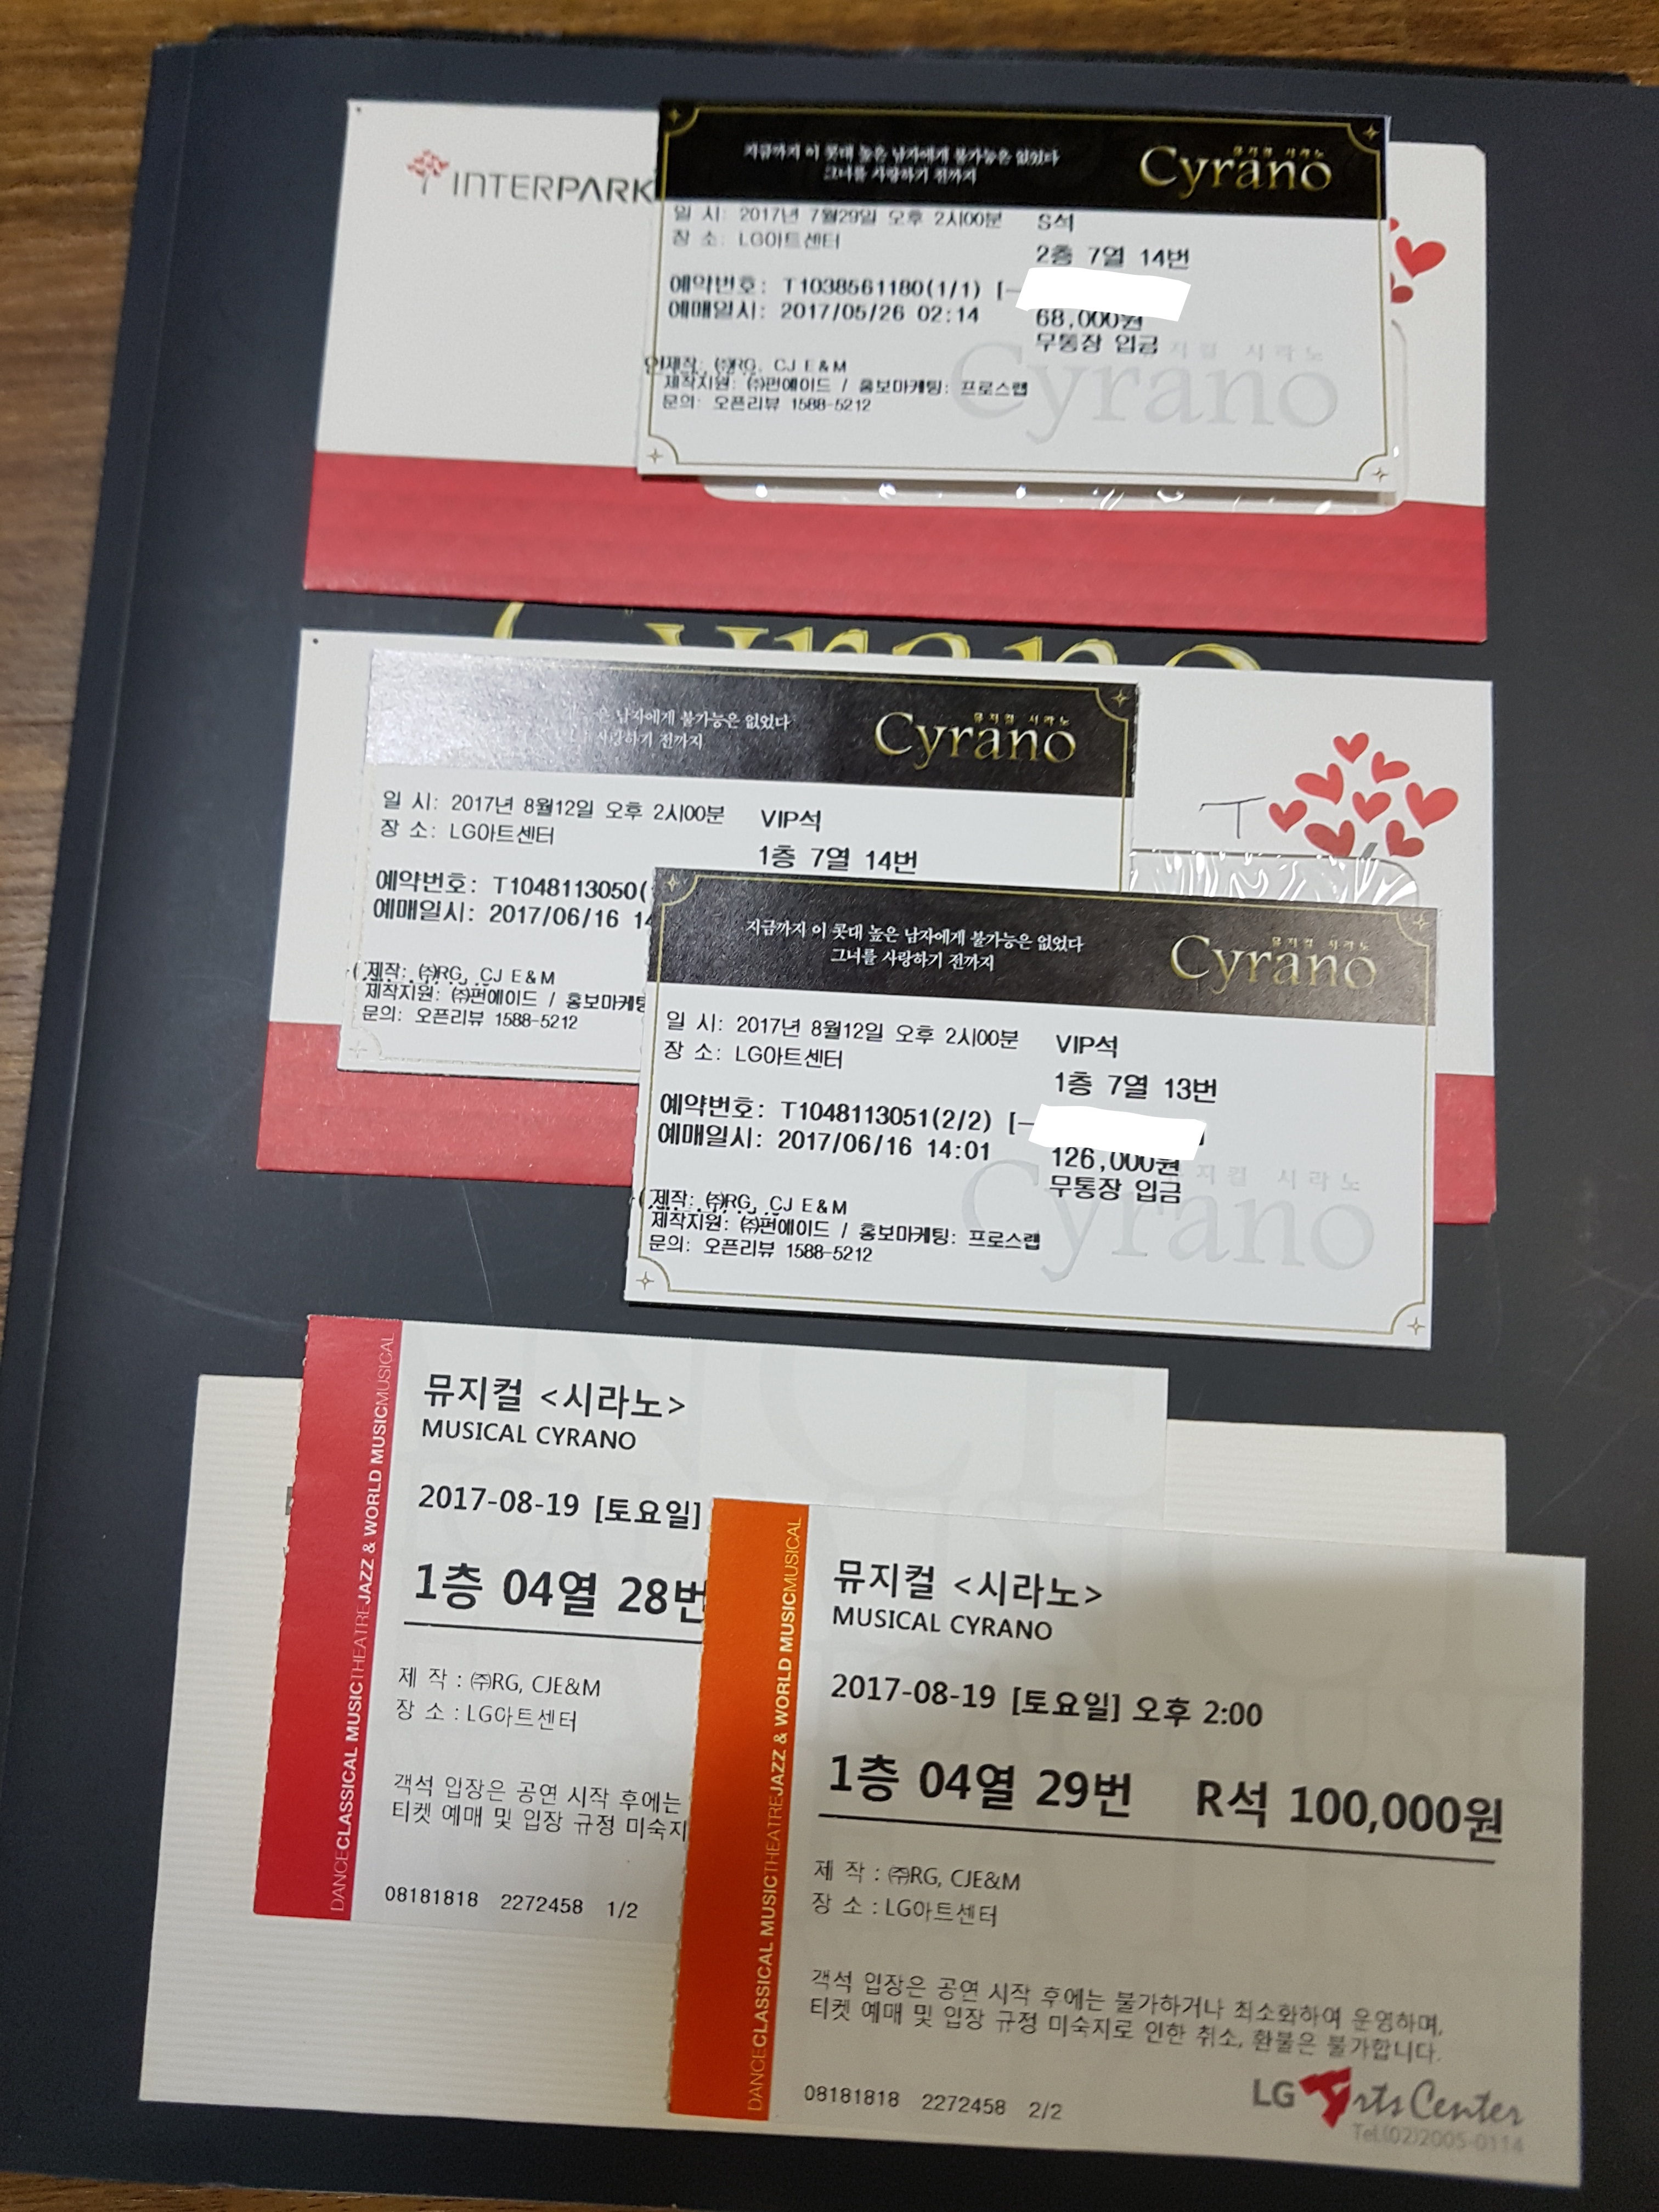 INTERPARK
지금까지 이 콧대 높은 남자에게 불가능은 없었다
그녀를 사랑하기 전까지
뮤지컬 시라노
Cyrano
일 시: 2017년 7월29일 오후 2시00분
장 소: LG아트센터
S석
2층 7열 14번
예약번호: T1038561180(1/1) [
예매일시: 2017/05/26 02:14
68,000원
무통장 입금
제작: ㈜RG, CJ E&M
제작지원: ㈜펀에이드 / 홍보마케팅: 프로스랩
문의: 오픈리뷰 1588-5212
뮤지컬 시라노
Cyrano
Cyrano
은 남자에게 불가능은 없었다
사랑하기 전까지
뮤지컬 시라노
Cyrano
일 시: 2017년 8월12일 오후 2시00분
장 소: LG아트센터
VIP석
1층 7열 14번
예약번호: T1048113050(
예매일시: 2017/06/16 14
제작: ㈜RG, CJ E&M
제작지원: ㈜펀에이드 / 홍보마케팅
문의: 오픈리뷰 1588-5212
지금까지 이 콧대 높은 남자에게 불가능은 없었다
그녀를 사랑하기 전까지
뮤지컬 시라노
Cyrano
일 시: 2017년 8월12일 오후 2시00분
장 소: LG아트센터
VIP석
1층 7열 13번
예약번호: T1048113051(2/2) [
예매일시: 2017/06/16 14:01
126,000원
무통장 입금
제작: ㈜RG, CJ E&M
제작지원: ㈜펀에이드 / 홍보마케팅: 프로스랩
문의: 오픈리뷰 1588-5212
뮤지컬 시라노
Cyrano
DANCECLASSICAL MUSICTHEATREJAZZ & WORLD MUSICMUSICAL
뮤지컬 <시라노>
MUSICAL CYRANO
2017-08-19 [토요일]
1층 04열 28번
제 작 : ㈜RG, CJE&M
장 소 : LG아트센터
객석 입장은 공연 시작 후에는
티켓 예매 및 입장 규정 미숙지
08181818 2272458 1/2
DANCECLASSICAL MUSICTHEATREJAZZ & WORLD MUSICMUSICAL
뮤지컬 <시라노>
MUSICAL CYRANO
2017-08-19 [토요일] 오후 2:00
1층 04열 29번 R석 100,000원
제 작 : ㈜RG, CJE&M
장 소 : LG아트센터
객석 입장은 공연 시작 후에는 불가하거나 최소화하여 운영하며,
티켓 예매 및 입장 규정 미숙지로 인한 취소, 환불은 불가합니다.
08181818 2272458 2/2
LG Arts Center
Tel.(02)2005-0114